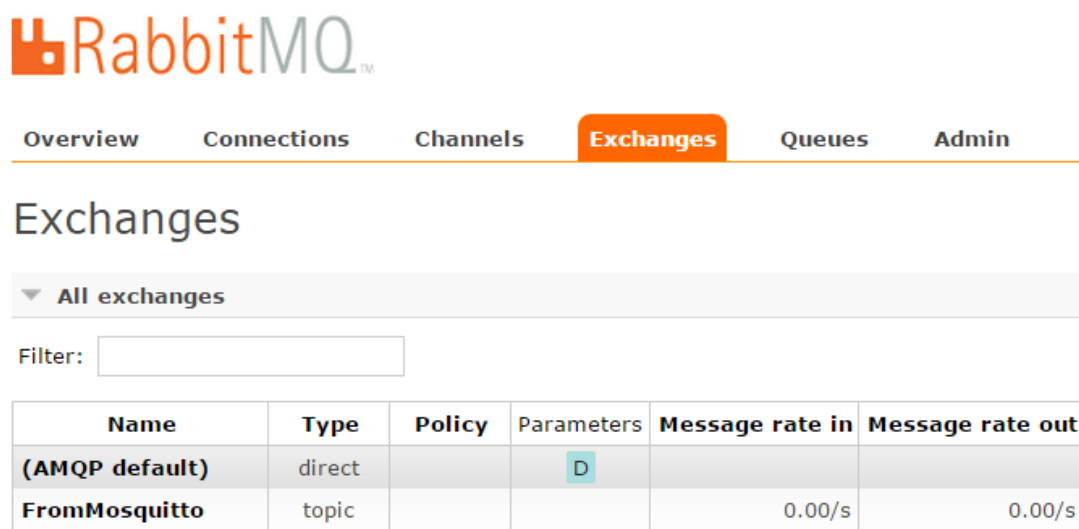 RabbitMQ™
Overview Connections Channels Exchanges Queues Admin
Exchanges
All exchanges
Filter:
Name Type Policy Parameters Message rate in Message rate out
(AMQP default) direct D
FromMosquitto topic 0.00/s 0.00/s